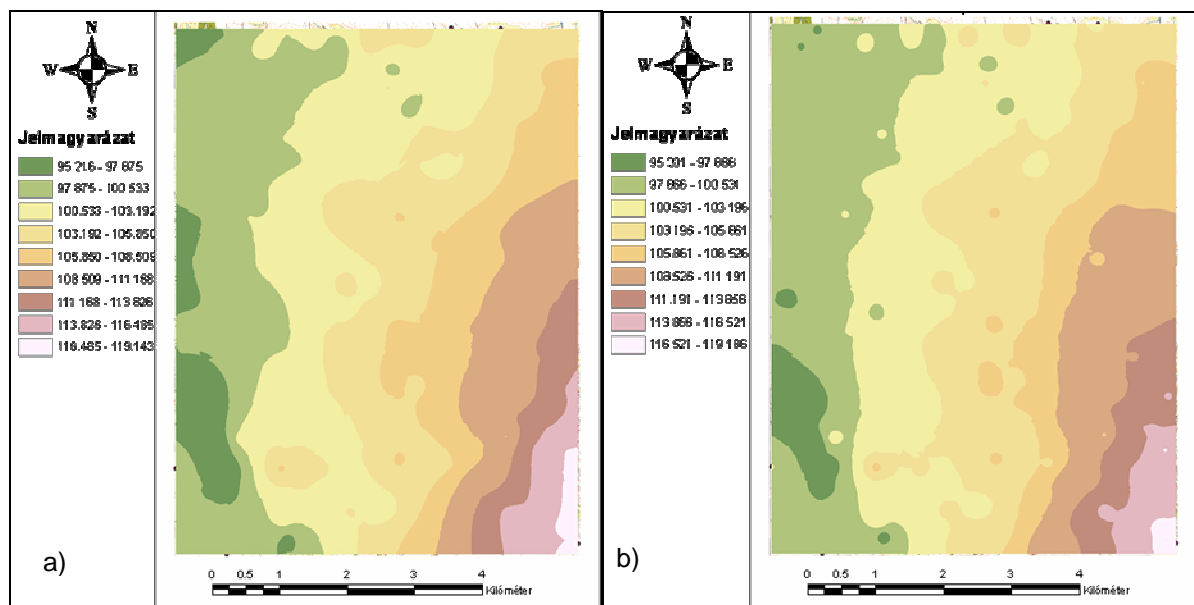 N
W E
S
Jelmagyarázat
95.216 - 97.875
97.875 - 100.533
100.533 - 103.192
103.192 - 105.850
105.850 - 108.509
108.509 - 111.168
111.168 - 113.826
113.826 - 116.485
116.485 - 119.143
a)
0 0.5 1 2 3 4
Kilóméter
N
W E
S
Jelmagyarázat
95.201 - 97.866
97.866 - 100.531
100.531 - 103.196
103.196 - 105.861
105.861 - 108.526
108.526 - 111.191
111.191 - 113.856
113.856 - 116.521
116.521 - 119.186
b)
0 0.5 1 2 3 4
Kilóméter